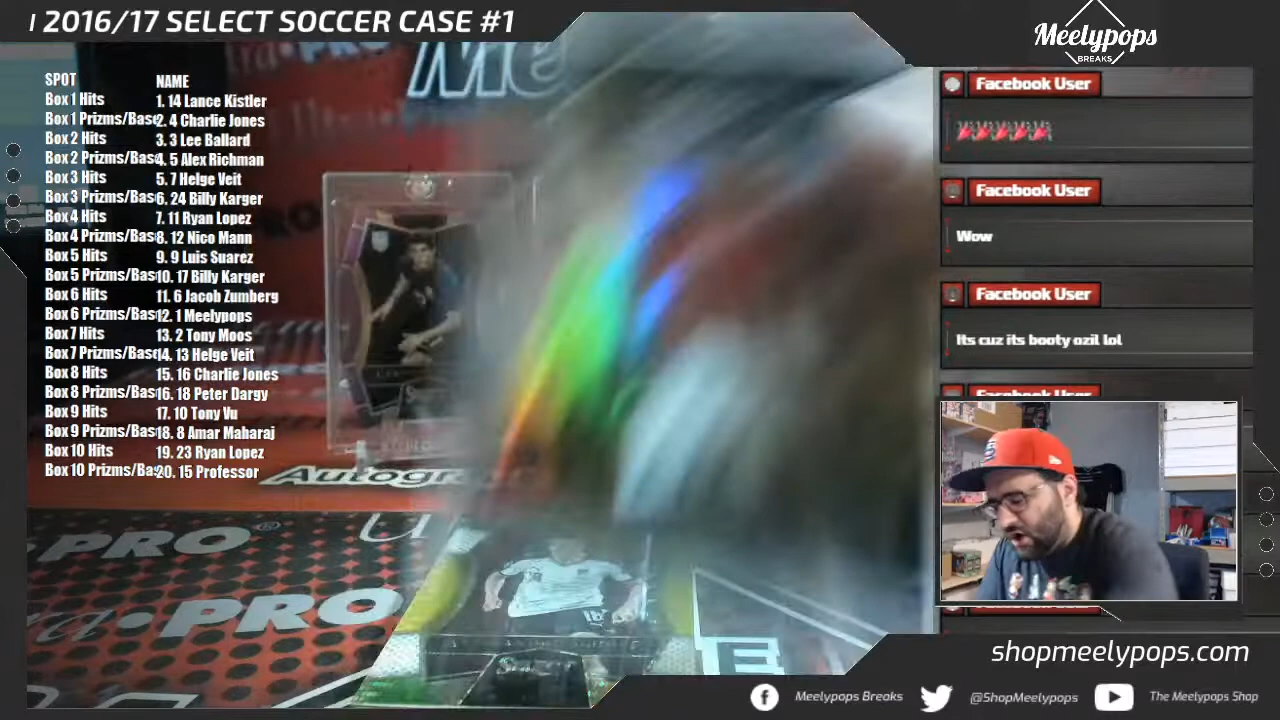 2016/17 SELECT SOCCER CASE #1
Meelypops
BREAKS
SPOT NAME
Box 1 Hits 1. 14 Lance Kistler
Box 1 Prizms/Base 2. 4 Charlie Jones
Box 2 Hits 3. 3 Lee Ballard
Box 2 Prizms/Bas 4. 5 Alex Richman
Box 3 Hits 5. 7 Helge Veit
Box 3 Prizms/Bas 6. 24 Billy Karger
Box 4 Hits 7. 11 Ryan Lopez
Box 4 Prizms/Bas 8. 12 Nico Mann
Box 5 Hits 9. 9 Luis Suarez
Box 5 Prizms/Bas 10. 17 Billy Karger
Box 6 Hits 11. 6 Jacob Zumberg
Box 6 Prizms/Bas 12. 1 Meelypops
Box 7 Hits 13. 2 Tony Moos
Box 7 Prizms/Bas 14. 13 Helge Veit
Box 8 Hits 15. 16 Charlie Jones
Box 8 Prizms/Bas 16. 18 Peter Dargy
Box 9 Hits 17. 10 Tony Vu
Box 9 Prizms/Bas 18. 8 Amar Maharaj
Box 10 Hits 19. 23 Ryan Lopez
Box 10 Prizms/Bas 20. 15 Professor
Facebook User
Facebook User
Wow
Facebook User
Its cuz its booty ozil lol
Autogra
PRO
PRO
shopmeelypops.com
Meelypops Breaks
@ShopMeelypops
The Meelypops Shop